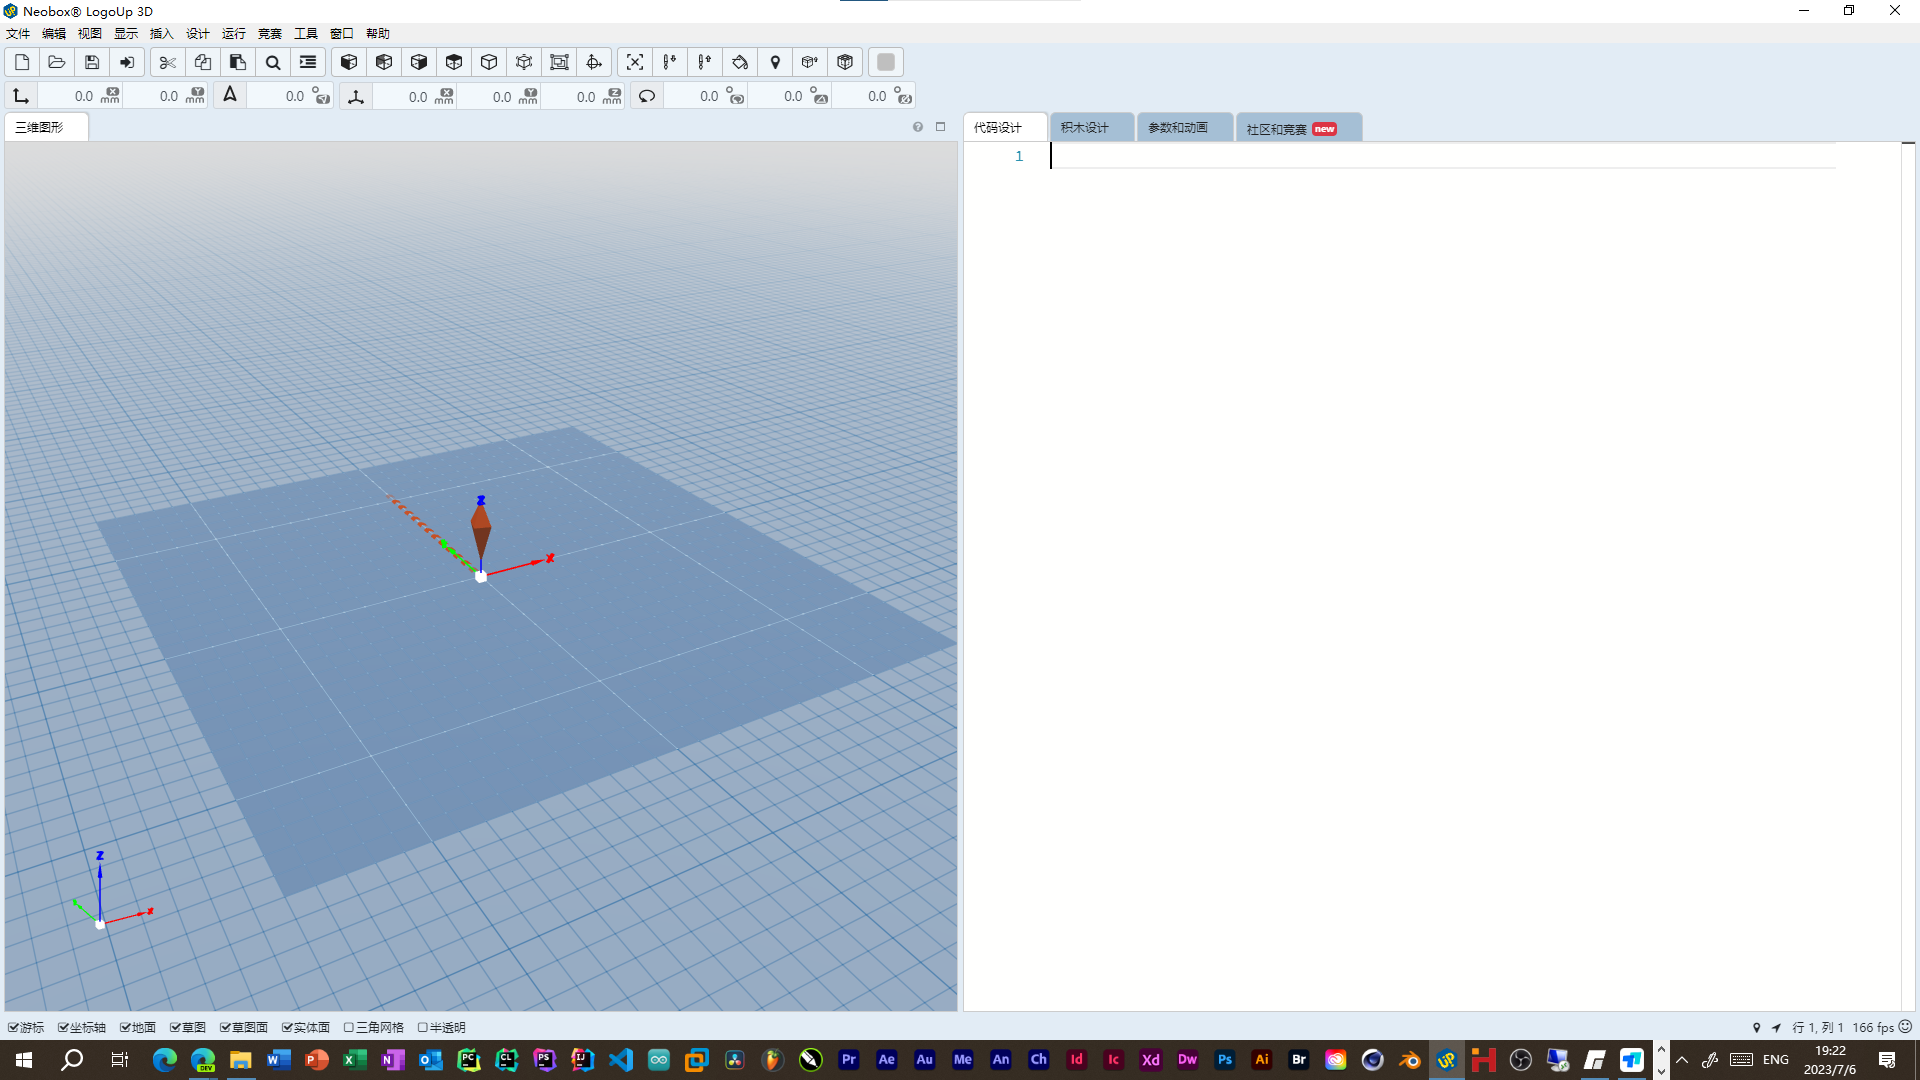 Neobox® LogoUp 3D
文件 编辑 视图 显示 插入 设计 运行 竞赛 工具 窗口 帮助
0.0 X mm 0.0 Y mm 0.0 ° 0.0 X mm 0.0 Y mm 0.0 Z mm 0.0 ° 0.0 ° 0.0 °
三维图形
代码设计 积木设计 参数和动画 社区和竞赛 new
1
Z
X
Z
X
游标 坐标轴 地面 草图 草图面 实体面 三角网格 半透明
行 1, 列 1 166 fps
DEV W P X N O PC CL PS IJ Pr Ae Au Me An Ch Id Ic Xd Dw Ps Ai Br UP H ENG
19:22
2023/7/6